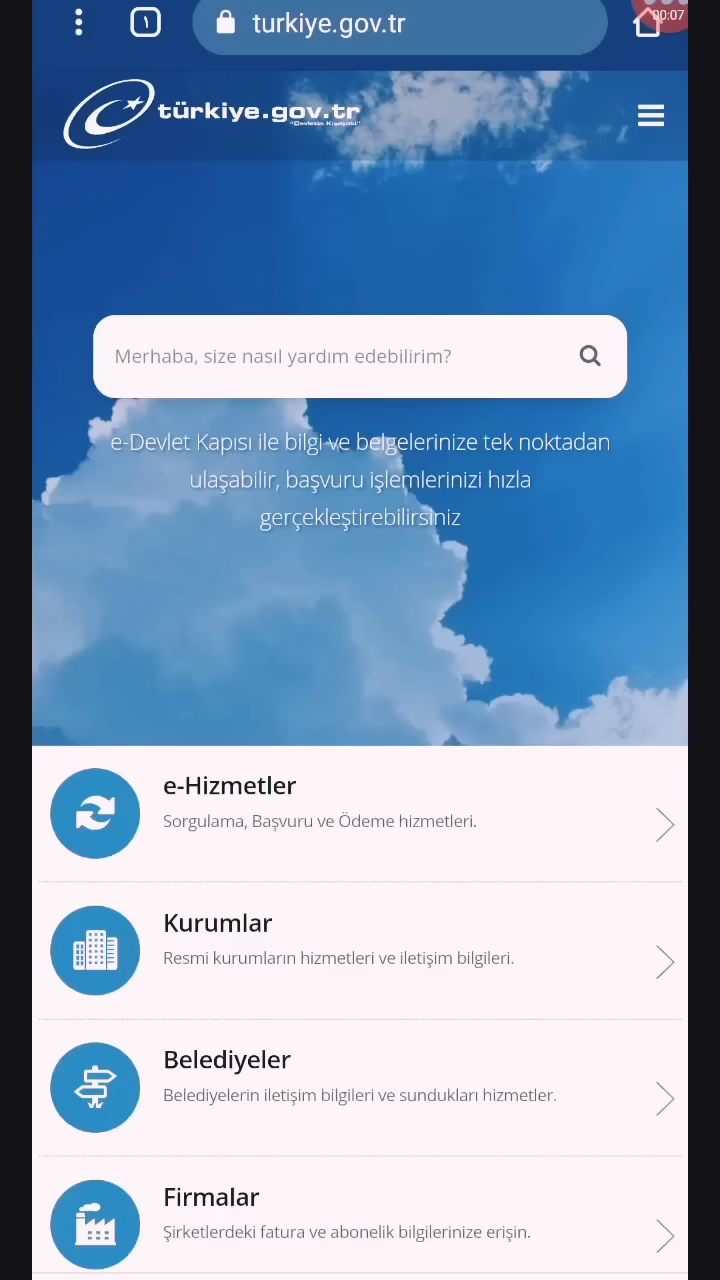 ١
turkiye.gov.tr
00:07
türkiye.gov.tr
"Devletin Kısayolu"
Merhaba, size nasıl yardım edebilirim?
e-Devlet Kapısı ile bilgi ve belgelerinize tek noktadan
ulaşabilir, başvuru işlemlerinizi hızla
gerçekleştirebilirsiniz
e-Hizmetler
Sorgulama, Başvuru ve Ödeme hizmetleri.
Kurumlar
Resmi kurumların hizmetleri ve iletişim bilgileri.
Belediyeler
Belediyelerin iletişim bilgileri ve sundukları hizmetler.
Firmalar
Şirketlerdeki fatura ve abonelik bilgilerinize erişin.